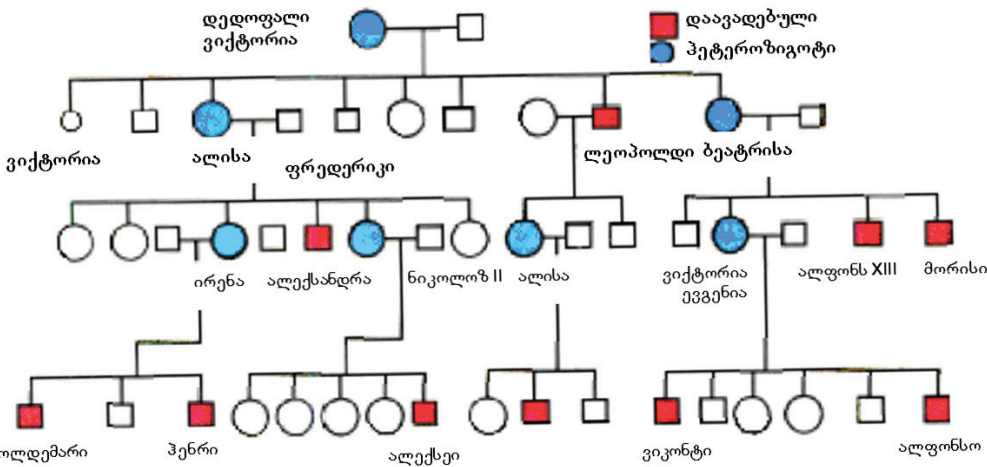 დედოფალი
ვიქტორია
დაავადებული
ჰეტეროზიგოტი
ვიქტორია
ალისა
ფრედერიკი
ლეოპოლდი
ბეატრისა
ირენა
ალექსანდრა
ნიკოლოზ II
ალისა
ვიქტორია
ევგენია
ალფონს XIII
მორისი
ოლდემარი
ჰენრი
ალექსეი
ვიკონტი
ალფონსო